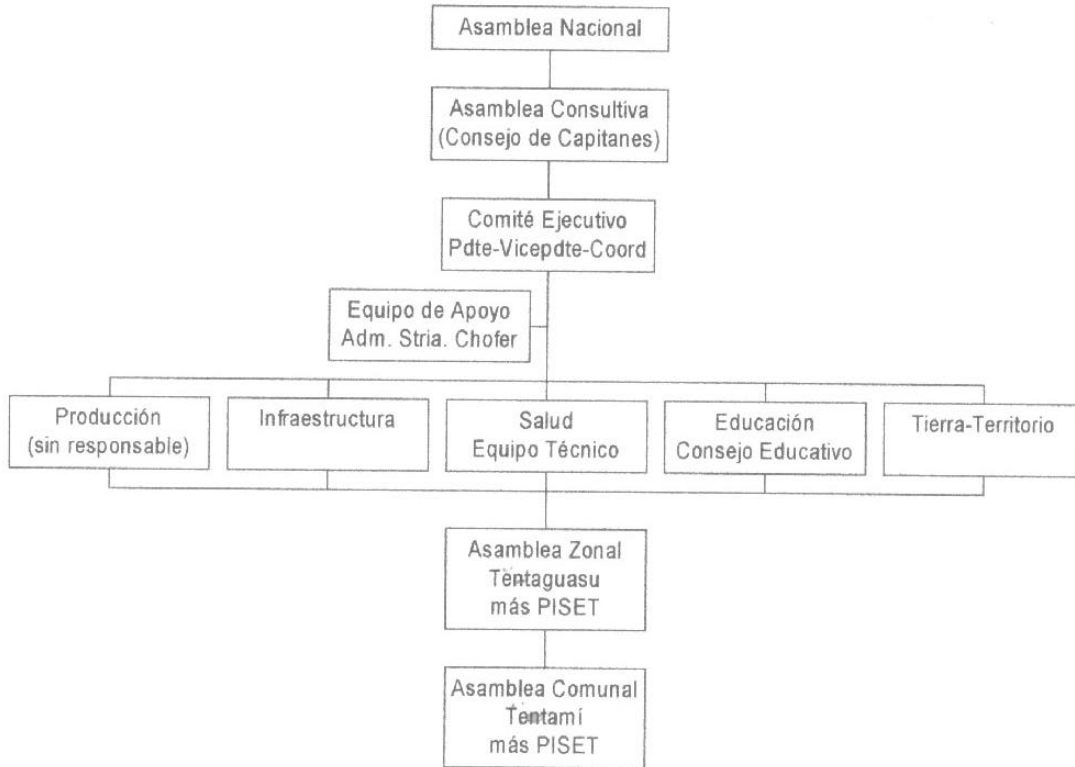 Asamblea Nacional
Asamblea Consultiva
(Consejo de Capitanes)
Comité Ejecutivo
Pdte-Vicepdte-Coord
Equipo de Apoyo
Adm. Stria. Chofer
Producción
(sin responsable)
Infraestructura
Salud
Equipo Técnico
Educación
Consejo Educativo
Tierra-Territorio
Asamblea Zonal
Tentaguasu
más PISET
Asamblea Comunal
Tentamí
más PISET